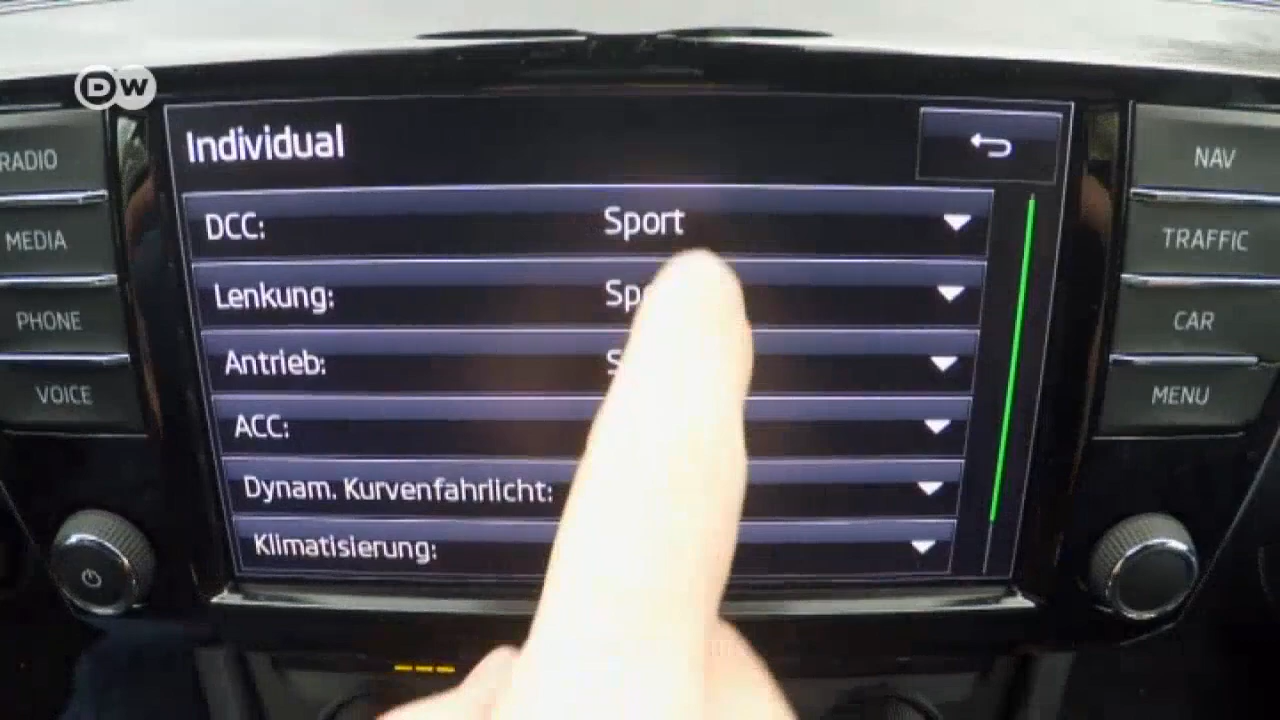 DW
Individual
RADIO
MEDIA
PHONE
VOICE
DCC: Sport
Lenkung:
Antrieb:
ACC:
Dynam. Kurvenfahrlicht:
Klimatisierung:
NAV
TRAFFIC
CAR
MENU